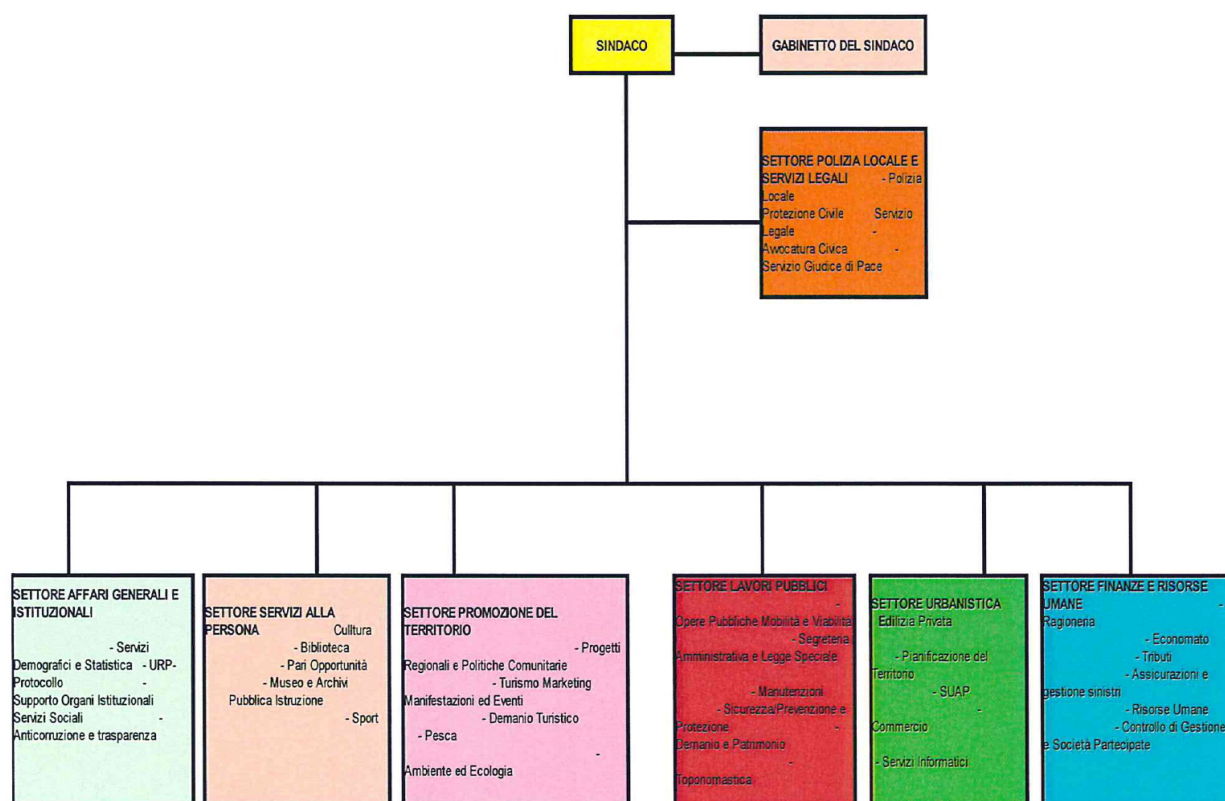 SINDACO
GABINETTO DEL SINDACO
SETTORE POLIZIA LOCALE E
SERVIZI LEGALI - Polizia
Locale
Protezione Civile Servizio
Legale -
Avvocatura Civica -
Servizio Giudice di Pace
SETTORE AFFARI GENERALI E
ISTITUZIONALI
- Servizi
Demografici e Statistica - URP-
Protocollo -
Supporto Organi Istituzionali
Servizi Sociali -
Anticorruzione e trasparenza
SETTORE SERVIZI ALLA
PERSONA Culltura
- Biblioteca
- Pari Opportunità
- Museo e Archivi
Pubblica Istruzione
- Sport
SETTORE PROMOZIONE DEL
TERRITORIO
- Progetti
Regionali e Politiche Comunitarie
- Turismo Marketing
Manifestazioni ed Eventi
- Demanio Turistico
- Pesca
-
Ambiente ed Ecologia
SETTORE LAVORI PUBBLICI
-
Opere Pubbliche Mobilità e Viabilità
- Segreteria
Amministrativa e Legge Speciale
- Manutenzioni
- Sicurezza/Prevenzione e
Protezione -
Demanio e Patrimonio
-
Toponomastica
SETTORE URBANISTICA
Edilizia Privata
- Pianificazione del
Territorio
- SUAP
-
Commercio
- Servizi Informatici
SETTORE FINANZE E RISORSE
UMANE -
Ragioneria
- Economato
- Tributi
- Assicurazioni e
gestione sinistri
- Risorse Umane
- Controllo di Gestione
e Società Partecipate